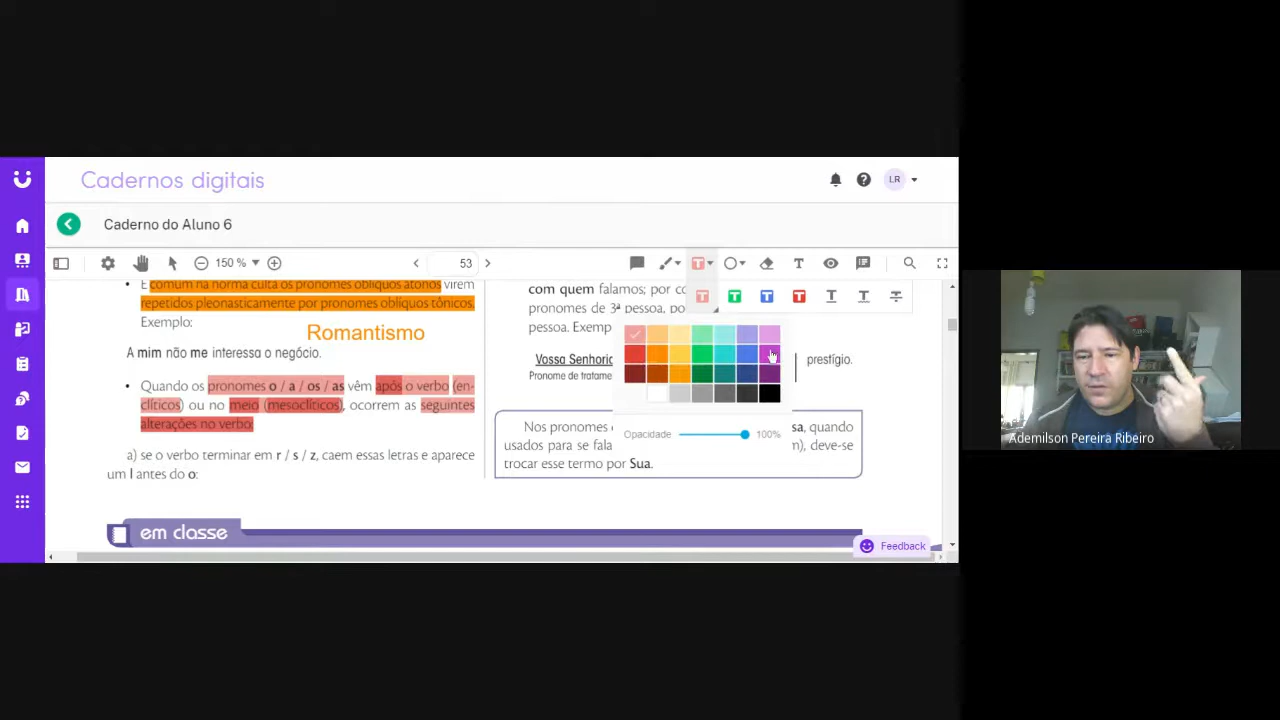 Cadernos digitais
LR
Caderno do Aluno 6
150 %
53
T
• É comum na norma culta os pronomes oblíquos átonos virem
repetidos pleonasticamente por pronomes oblíquos tônicos.
Exemplo:
Romantismo
A mim não me interessa o negócio.
• Quando os pronomes o / a / os / as vêm após o verbo (en-
clíticos) ou no meio (mesoclíticos), ocorrem as seguintes
alterações no verbo:
a) se o verbo terminar em r / s / z, caem essas letras e aparece
um l antes do o:
com quem falamos; por co
pronomes de 3ª pessoa, po
pessoa. Exemp
Vossa Senhoria
prestígio.
Pronome de tratame
Nos pronomes
sa, quando
usados para se fala
m), deve-se
trocar esse termo por Sua.
Opacidade
100%
em classe
Feedback
Ademilson Pereira Ribeiro